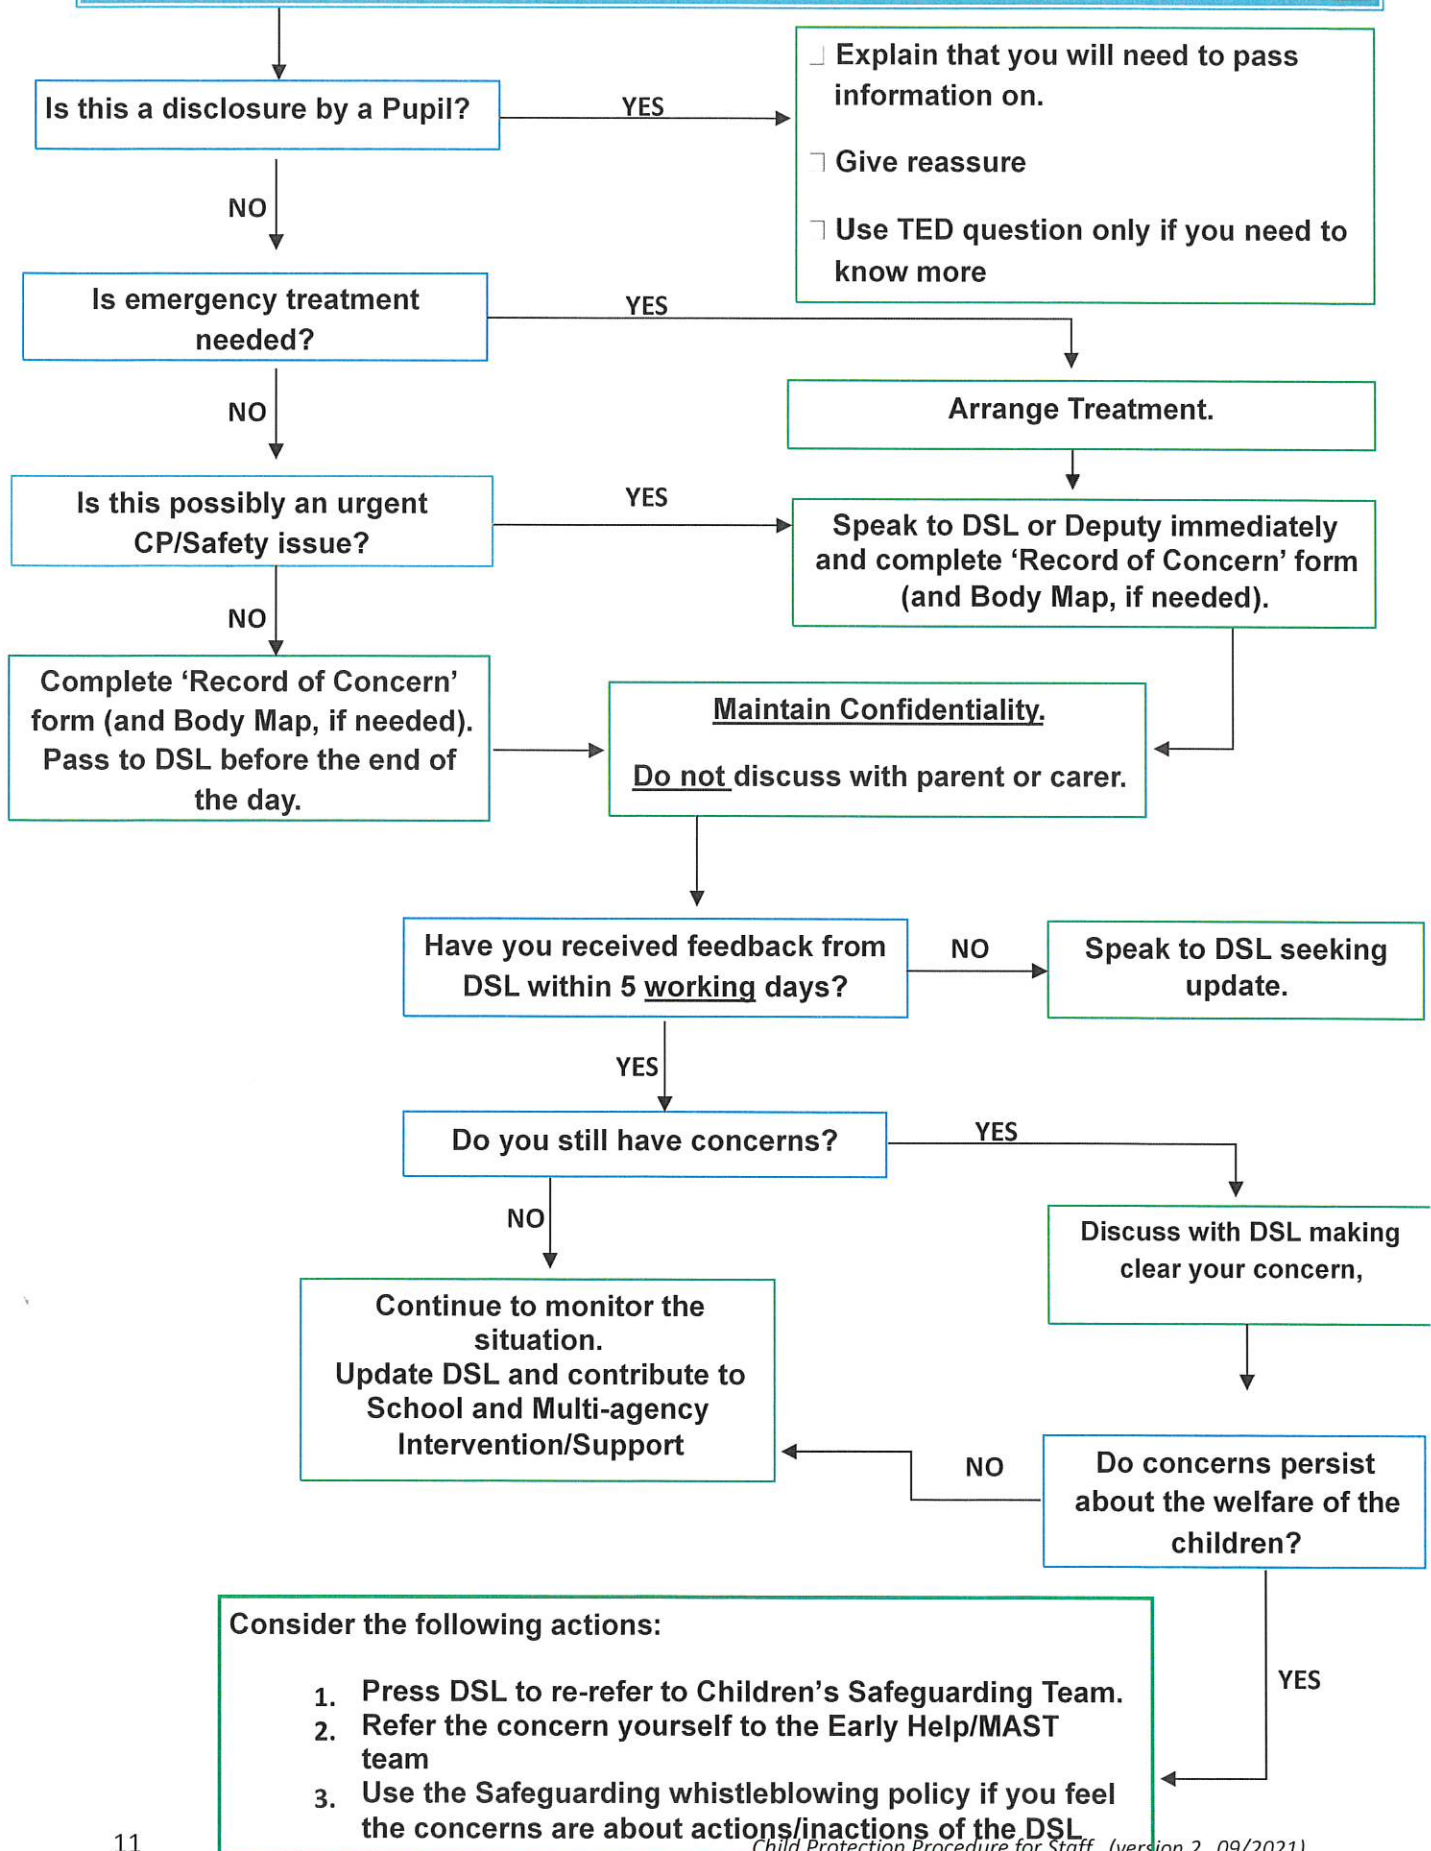 Is this a disclosure by a Pupil?
YES
Explain that you will need to pass
information on.
Give reassure
Use TED question only if you need to
know more
NO
Is emergency treatment
needed?
YES
Arrange Treatment.
NO
Is this possibly an urgent
CP/Safety issue?
YES
Speak to DSL or Deputy immediately
and complete ‘Record of Concern’ form
(and Body Map, if needed).
NO
Complete ‘Record of Concern’
form (and Body Map, if needed).
Pass to DSL before the end of
the day.
Maintain Confidentiality.
Do not discuss with parent or carer.
Have you received feedback from
DSL within 5 working days?
NO
Speak to DSL seeking
update.
YES
Do you still have concerns?
YES
NO
Discuss with DSL making
clear your concern,
Continue to monitor the
situation.
Update DSL and contribute to
School and Multi-agency
Intervention/Support
NO
Do concerns persist
about the welfare of the
children?
YES
Consider the following actions:
1. Press DSL to re-refer to Children’s Safeguarding Team.
2. Refer the concern yourself to the Early Help/MAST
team
3. Use the Safeguarding whistleblowing policy if you feel
the concerns are about actions/inactions of the DSL
11
Child Protection Procedure for Staff (version 2 09/2021)